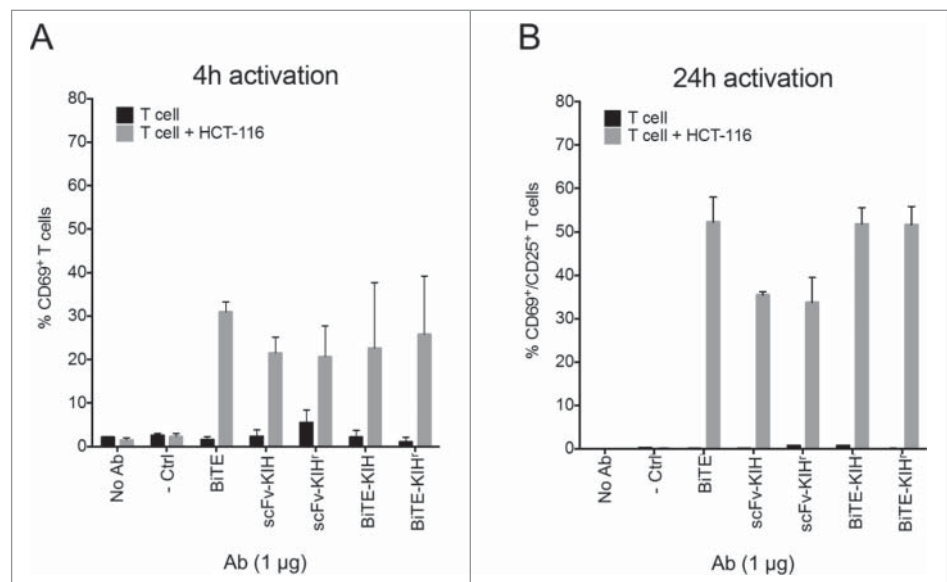 A
4h activation
80
70
60
50
40
30
20
10
0
% CD69⁺ T cells
T cell
T cell + HCT-116
No Ab
- Ctrl
BiTE
scFv-KIH
scFv-KIHʳ
BiTE-KIH
BiTE-KIHʳ
Ab (1 µg)
B
24h activation
80
70
60
50
40
30
20
10
0
% CD69⁺/CD25⁺ T cells
T cell
T cell + HCT-116
No Ab
- Ctrl
BiTE
scFv-KIH
scFv-KIHʳ
BiTE-KIH
BiTE-KIHʳ
Ab (1 µg)